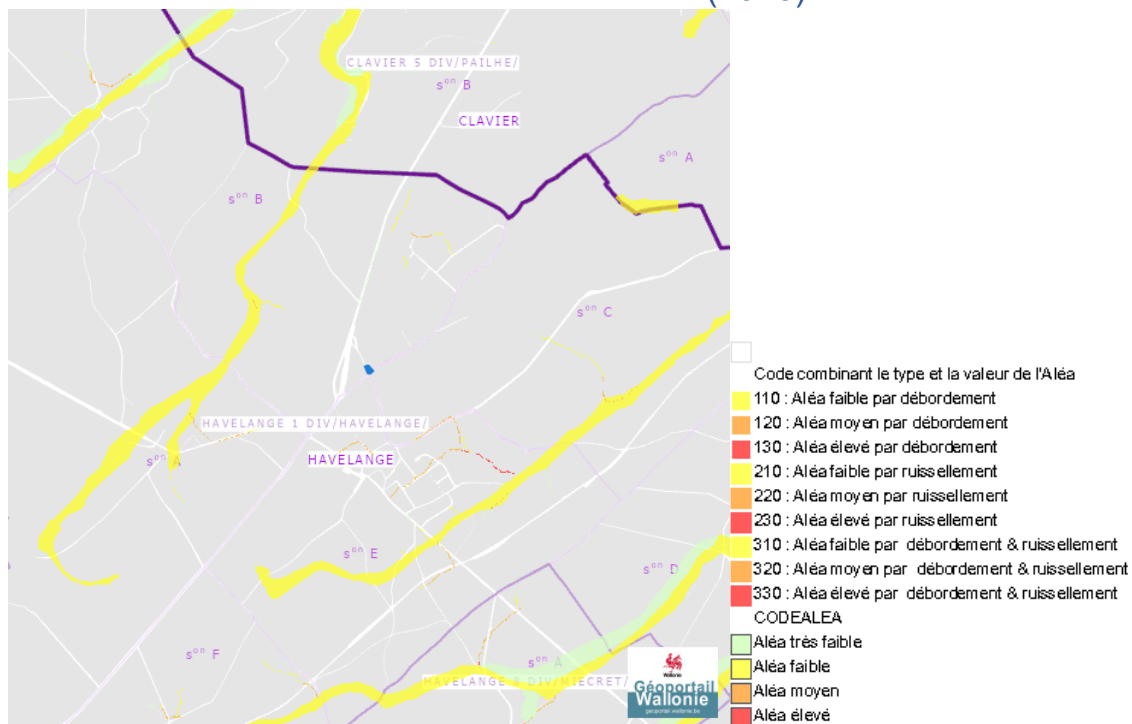 CLAVIER 5 DIV/PAILHE/
sᵒⁿ B
CLAVIER
sᵒⁿ A
sᵒⁿ B
sᵒⁿ C
HAVELANGE 1 DIV/HAVELANGE/
HAVELANGE
sᵒⁿ A
sᵒⁿ E
sᵒⁿ D
sᵒⁿ F
sᵒⁿ A
HAVELANGE 8 DIV/MIECRET/
Wallonie
Géoportail
Wallonie
geoportail.wallonie.be
Code combinant le type et la valeur de l'Aléa
110 : Aléa faible par débordement
120 : Aléa moyen par débordement
130 : Aléa élevé par débordement
210 : Aléa faible par ruissellement
220 : Aléa moyen par ruissellement
230 : Aléa élevé par ruissellement
310 : Aléa faible par débordement & ruissellement
320 : Aléa moyen par débordement & ruissellement
330 : Aléa élevé par débordement & ruissellement
CODEALEA
Aléa très faible
Aléa faible
Aléa moyen
Aléa élevé